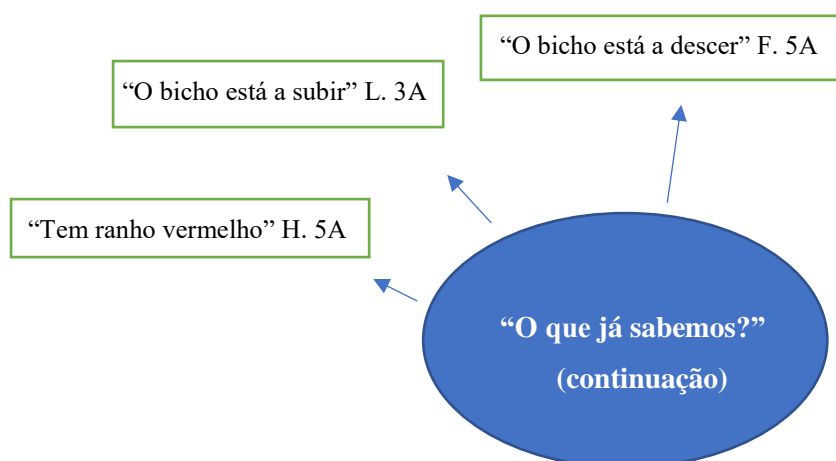 “O bicho está a descer” F. 5A
“O bicho está a subir” L. 3A
“Tem ranho vermelho” H. 5A
“O que já sabemos?”
(continuação)